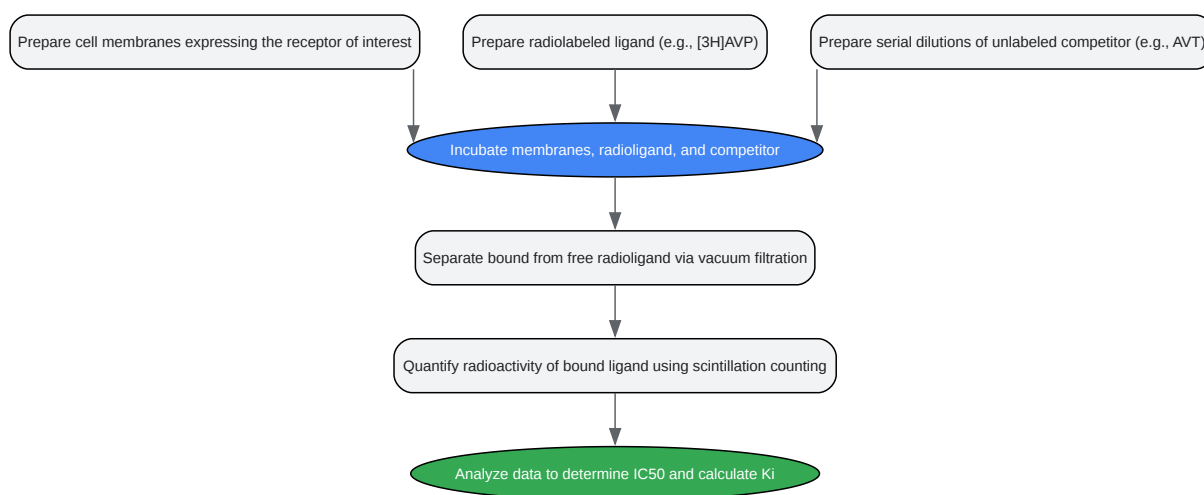 Prepare cell membranes expressing the receptor of interest
Prepare radiolabeled ligand (e.g., [3H]AVP)
Prepare serial dilutions of unlabeled competitor (e.g., AVT)
Incubate membranes, radioligand, and competitor
Separate bound from free radioligand via vacuum filtration
Quantify radioactivity of bound ligand using scintillation counting
Analyze data to determine IC50 and calculate Ki